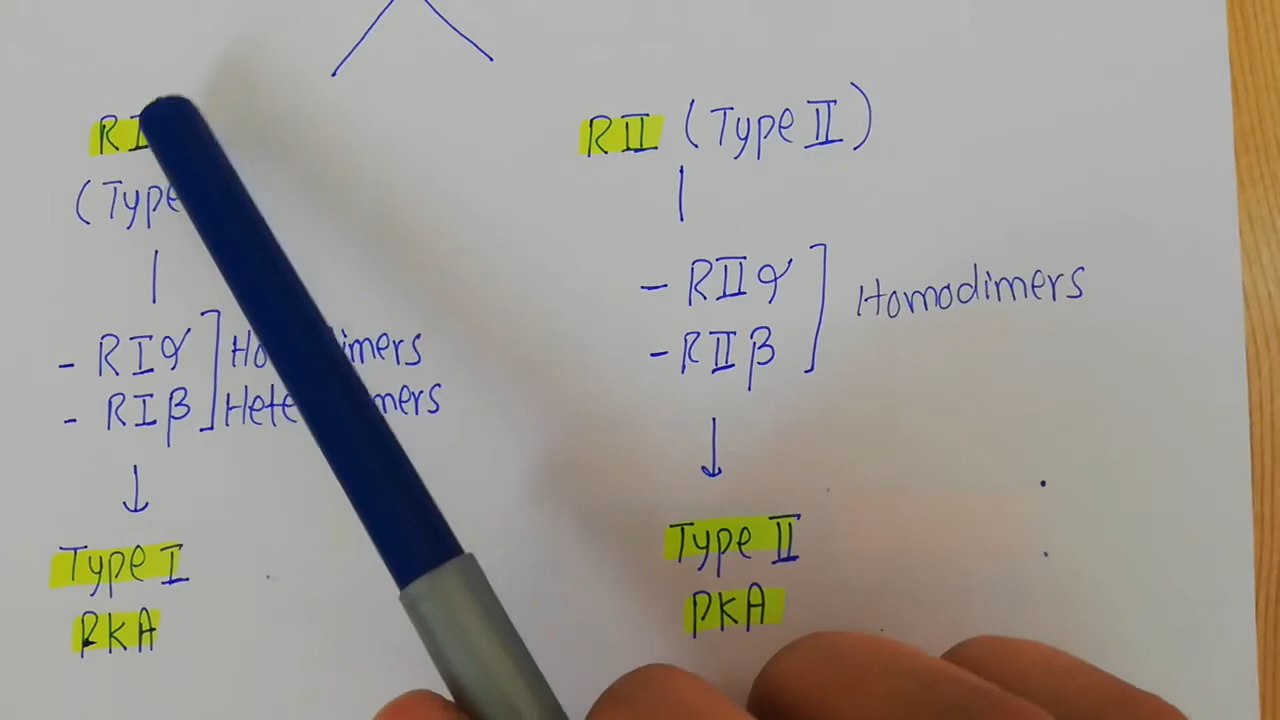 RI
(Type
- RIα
- RIβ
Type I
PKA
RII (Type II)
- RIIα
- RIIβ
Homodimers
Type II
PKA